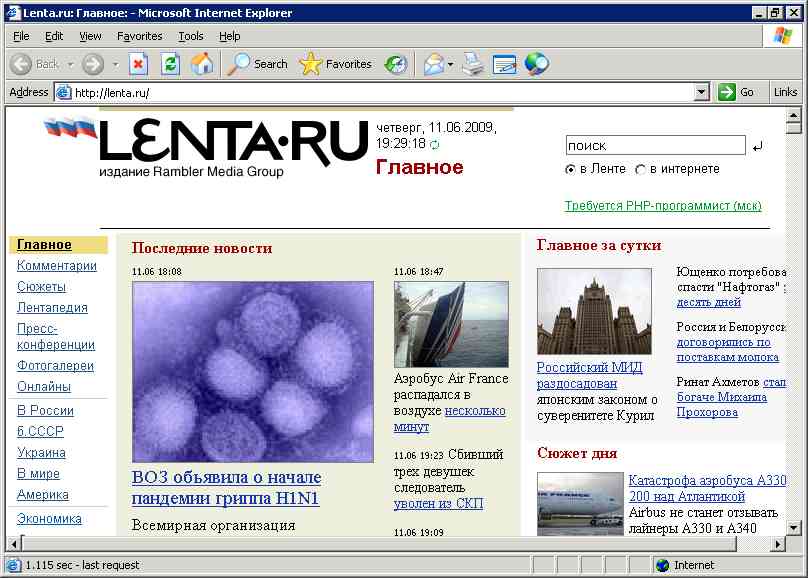 Lenta.ru: Главное: - Microsoft Internet Explorer
File Edit View Favorites Tools Help
Back Search Favorites
Address http://lenta.ru/ Go Links
LENTA.RU
издание Rambler Media Group
четверг, 11.06.2009,
19:29:18
Главное
поиск
в Ленте в интернете
Требуется PHP-программист (мск)
Главное
Комментарии
Сюжеты
Лентапедия
Пресс-
конференции
Фотогалереи
Онлайны
В России
б.СССР
Украина
В мире
Америка
Экономика
Последние новости
11.06 18:08
ВОЗ объявила о начале
пандемии гриппа H1N1
Всемирная организация
11.06 18:47
Аэробус Air France
распадался в
воздухе несколько
минут
11.06 19:23 Сбивший
трех девушек
следователь
уволен из СКП
11.06 19:09
Главное за сутки
Российский МИД
раздосадован
японским законом о
суверенитете Курил
Ющенко потребова
спасти "Нафтогаз" з
десять дней
Россия и Белорусси
договорились по
поставкам молока
Ринат Ахметов стал
богаче Михаила
Прохорова
Сюжет дня
AIR FRANCE
Катастрофа аэробуса A330
200 над Атлантикой
Airbus не станет отзывать
лайнеры А330 и А340
1.115 sec - last request
Internet